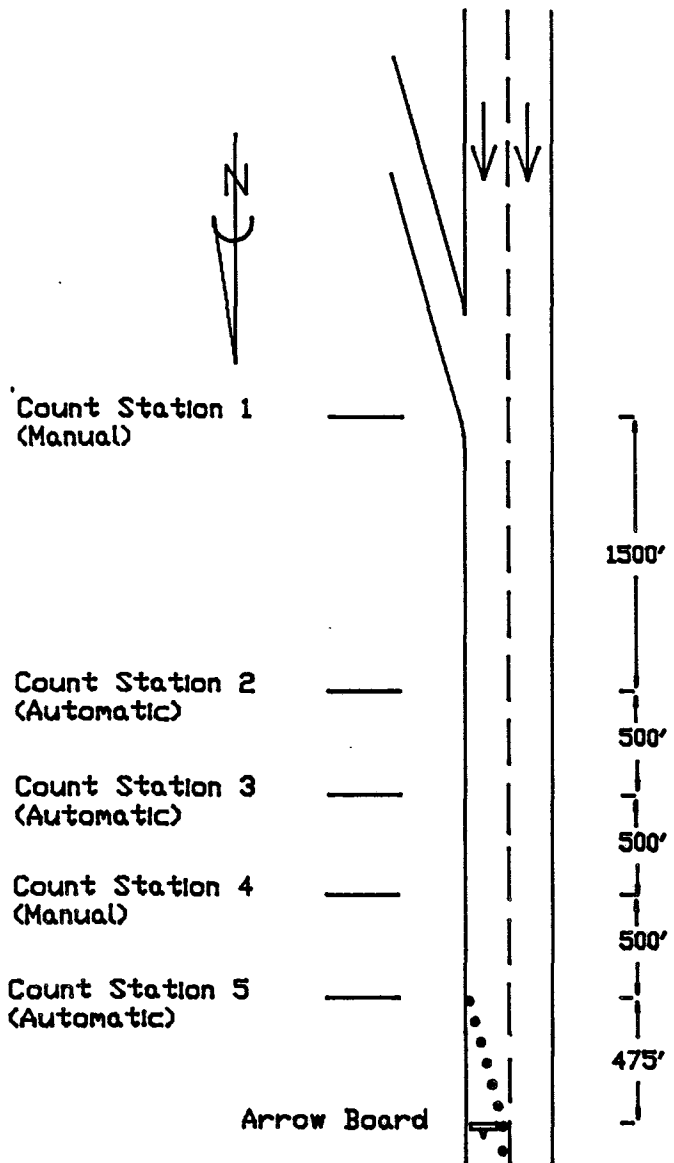 N
Count Station 1
(Manual)
1500'
Count Station 2
(Automatic)
500'
Count Station 3
(Automatic)
500'
Count Station 4
(Manual)
500'
Count Station 5
(Automatic)
475'
Arrow Board